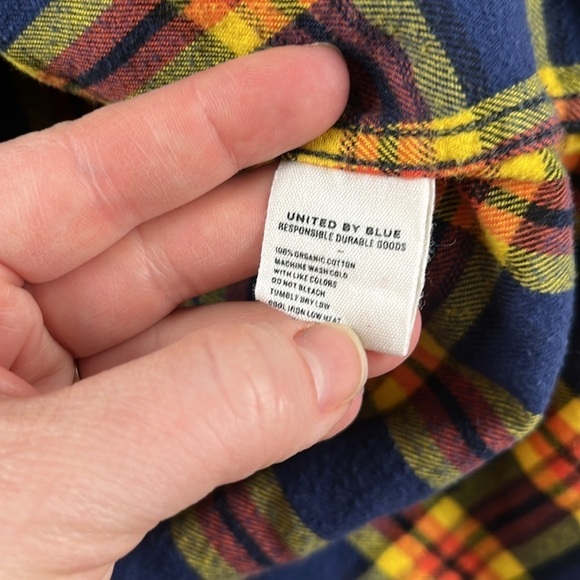 UNITED BY BLUE
RESPONSIBLE DURABLE GOODS
–
100% ORGANIC COTTON
MACHINE WASH COLD
WITH LIKE COLORS
DO NOT BLEACH
TUMBLE DRY LOW
COOL IRON LOW HEAT